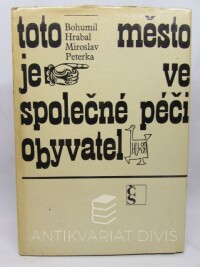 toto město
Bohumil
Hrabal
Miroslav
Peterka
je ve
společné péči
obyvatel
ČS
ANTIKVARIÁT DIVIŠ